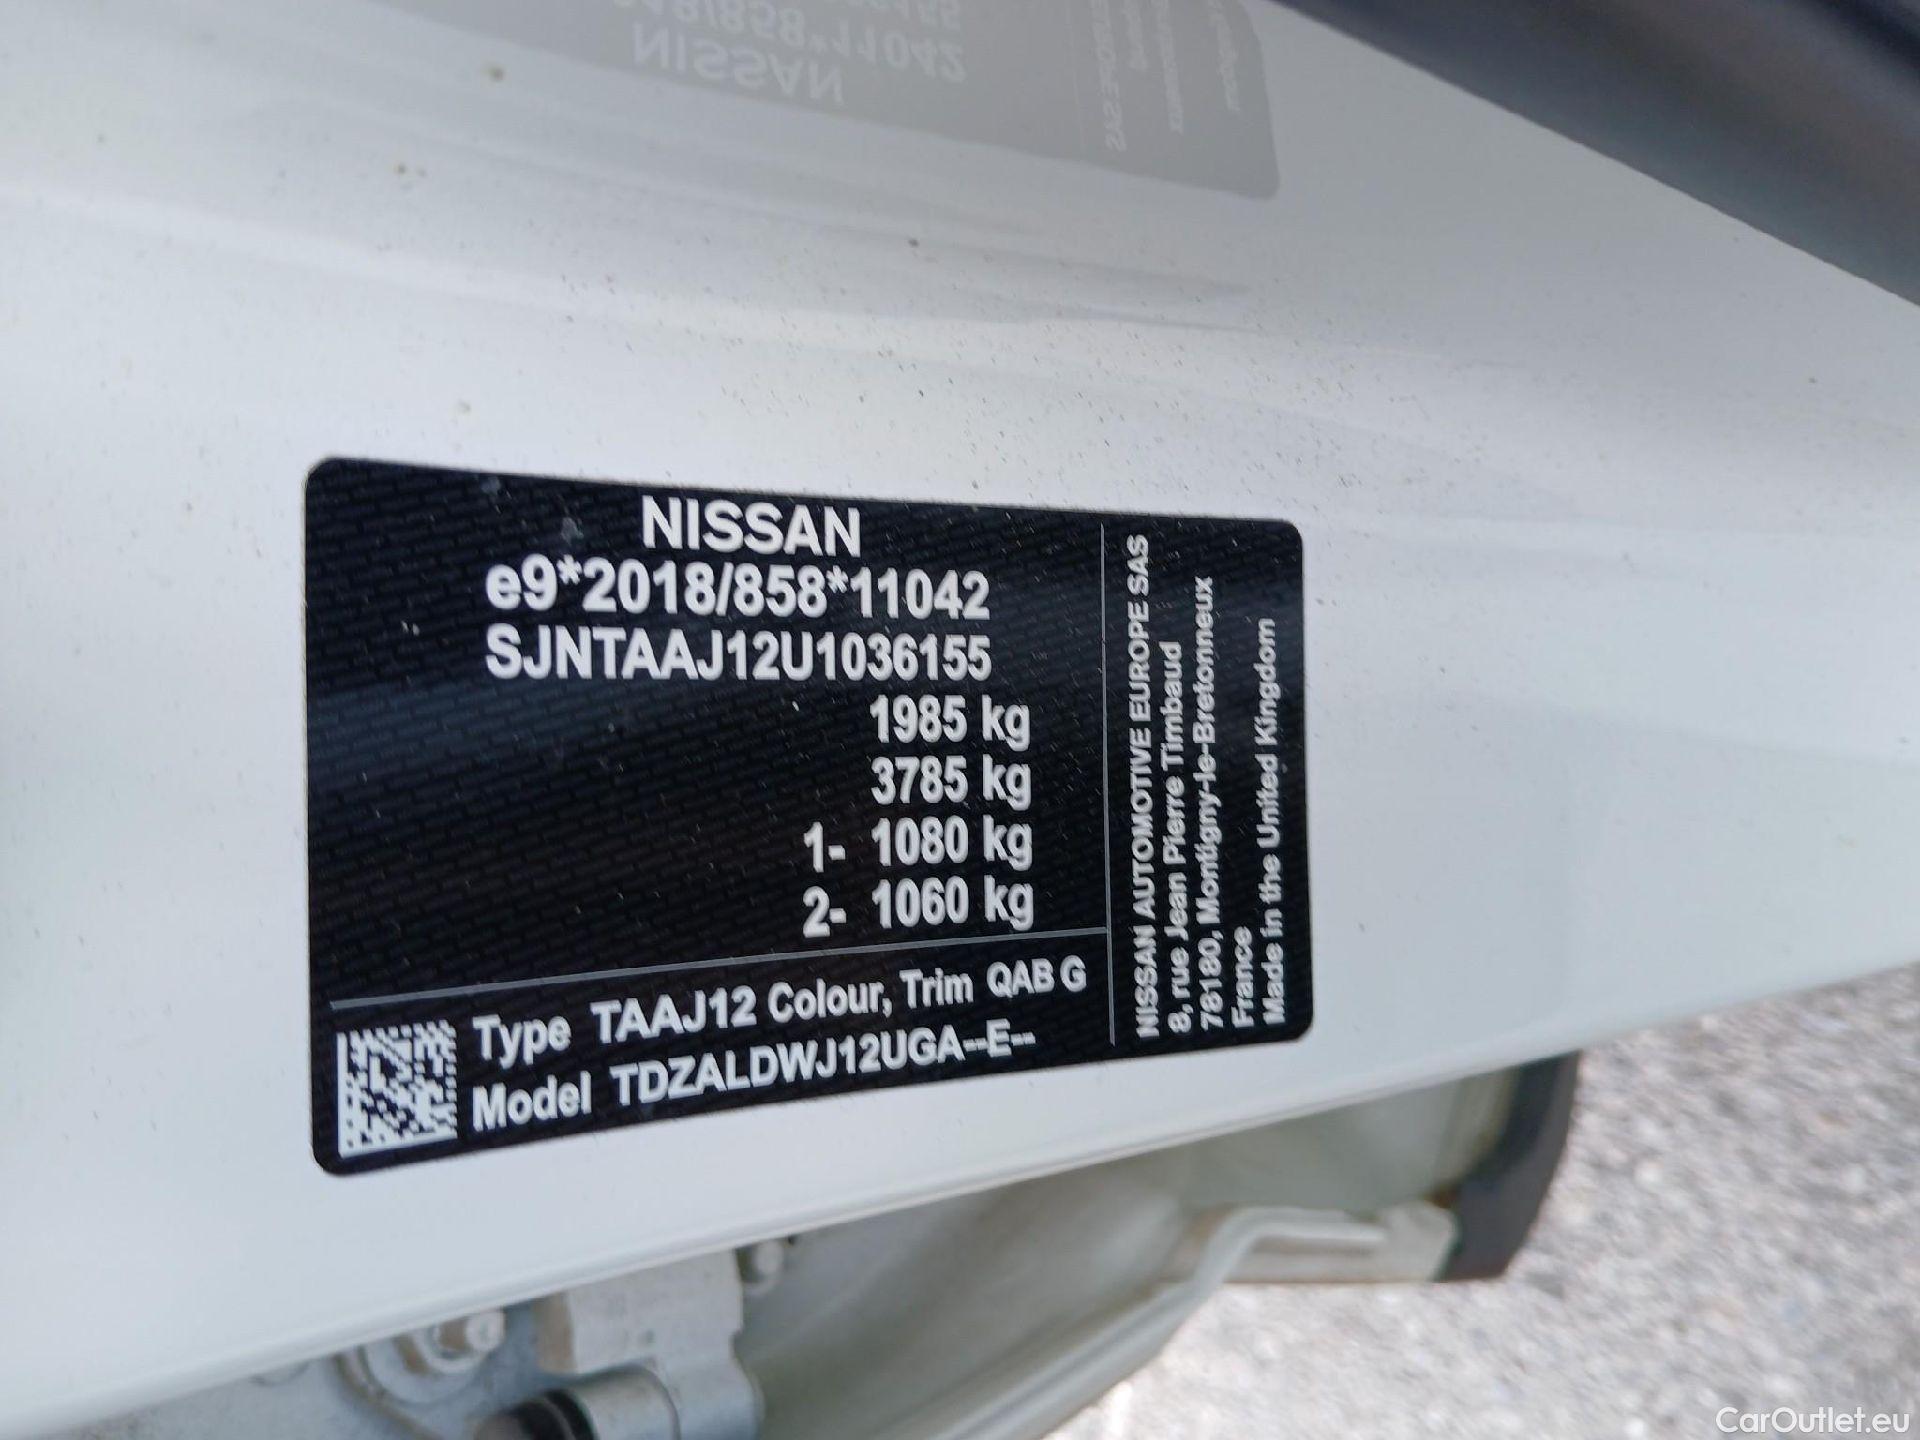 NISSAN
e9*2018/858*11042
SJNTAAJ12U1036155
1985 kg
3785 kg
1- 1080 kg
2- 1060 kg
Type TAAJ12 Colour, Trim QAB G
Model TDZALDWJ12UGA--E--
NISSAN AUTOMOTIVE EUROPE SAS
8, rue Jean Pierre Timbaud
78180, Montigny-le-Bretonneux
France
Made in the United Kingdom
CarOutlet.eu